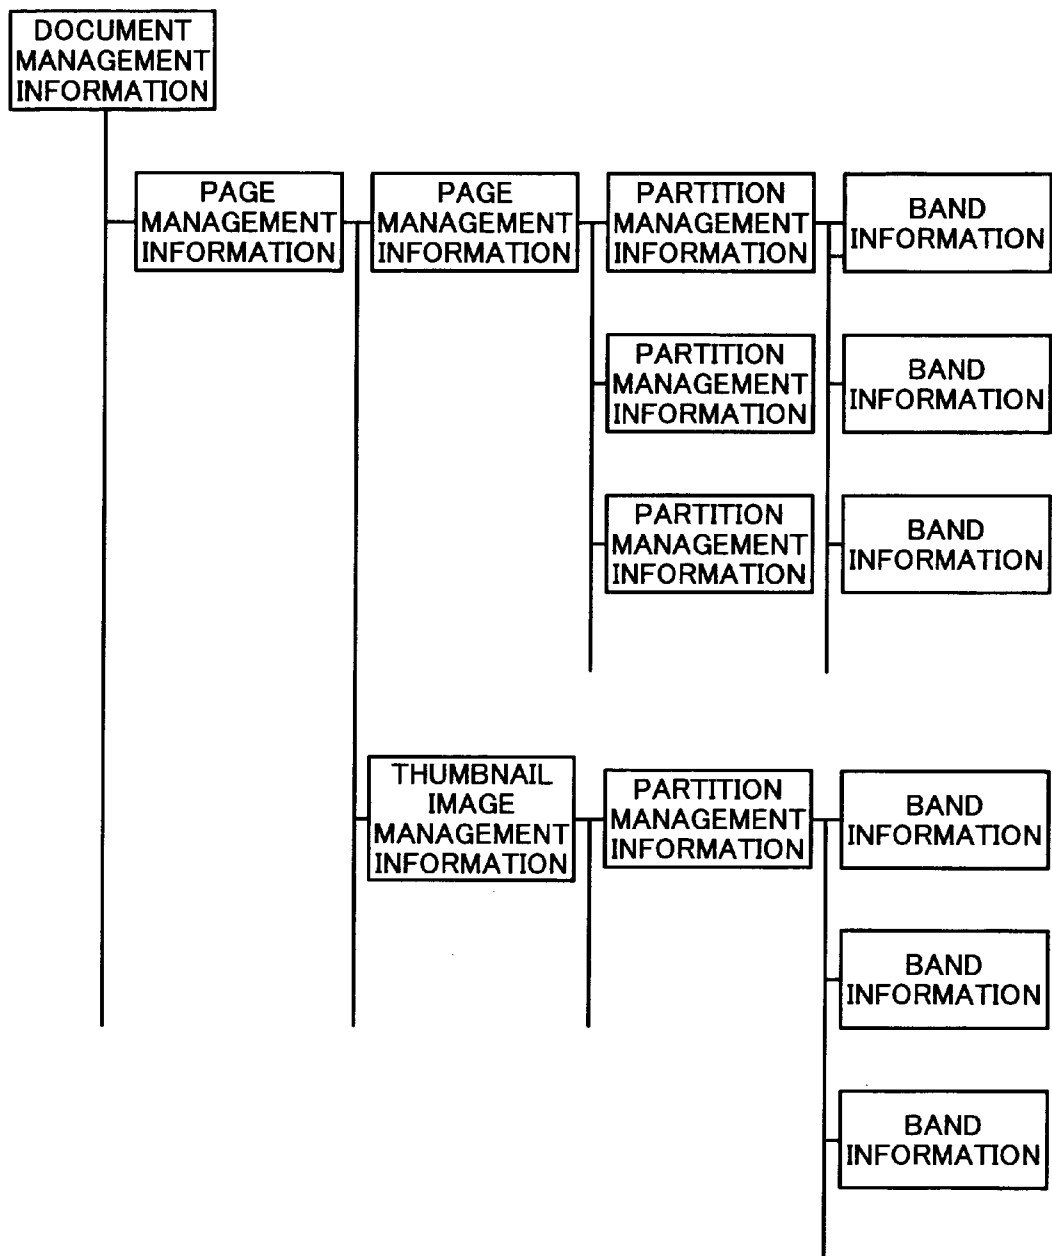 DOCUMENT
MANAGEMENT
INFORMATION
PAGE
MANAGEMENT
INFORMATION
PAGE
MANAGEMENT
INFORMATION
PARTITION
MANAGEMENT
INFORMATION
BAND
INFORMATION
PARTITION
MANAGEMENT
INFORMATION
BAND
INFORMATION
PARTITION
MANAGEMENT
INFORMATION
BAND
INFORMATION
THUMBNAIL
IMAGE
MANAGEMENT
INFORMATION
PARTITION
MANAGEMENT
INFORMATION
BAND
INFORMATION
BAND
INFORMATION
BAND
INFORMATION